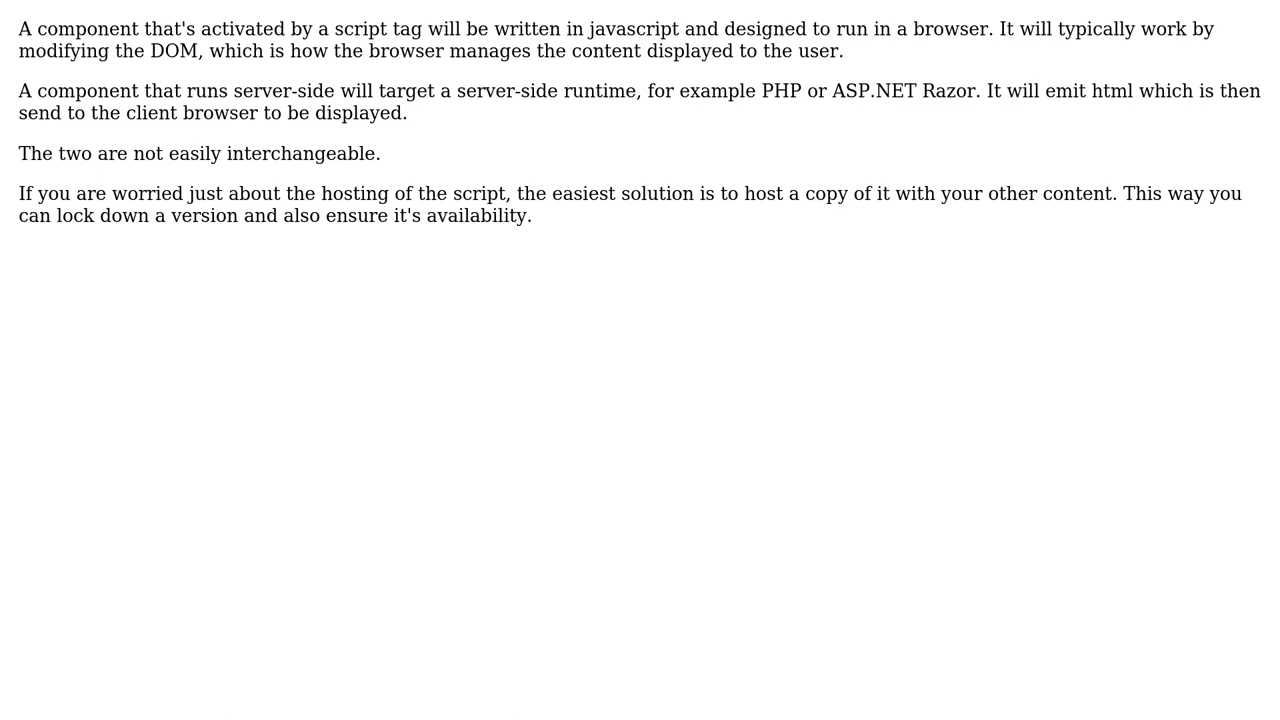 A component that's activated by a script tag will be written in javascript and designed to run in a browser. It will typically work by
modifying the DOM, which is how the browser manages the content displayed to the user.
A component that runs server-side will target a server-side runtime, for example PHP or ASP.NET Razor. It will emit html which is then
send to the client browser to be displayed.
The two are not easily interchangeable.
If you are worried just about the hosting of the script, the easiest solution is to host a copy of it with your other content. This way you
can lock down a version and also ensure it's availability.